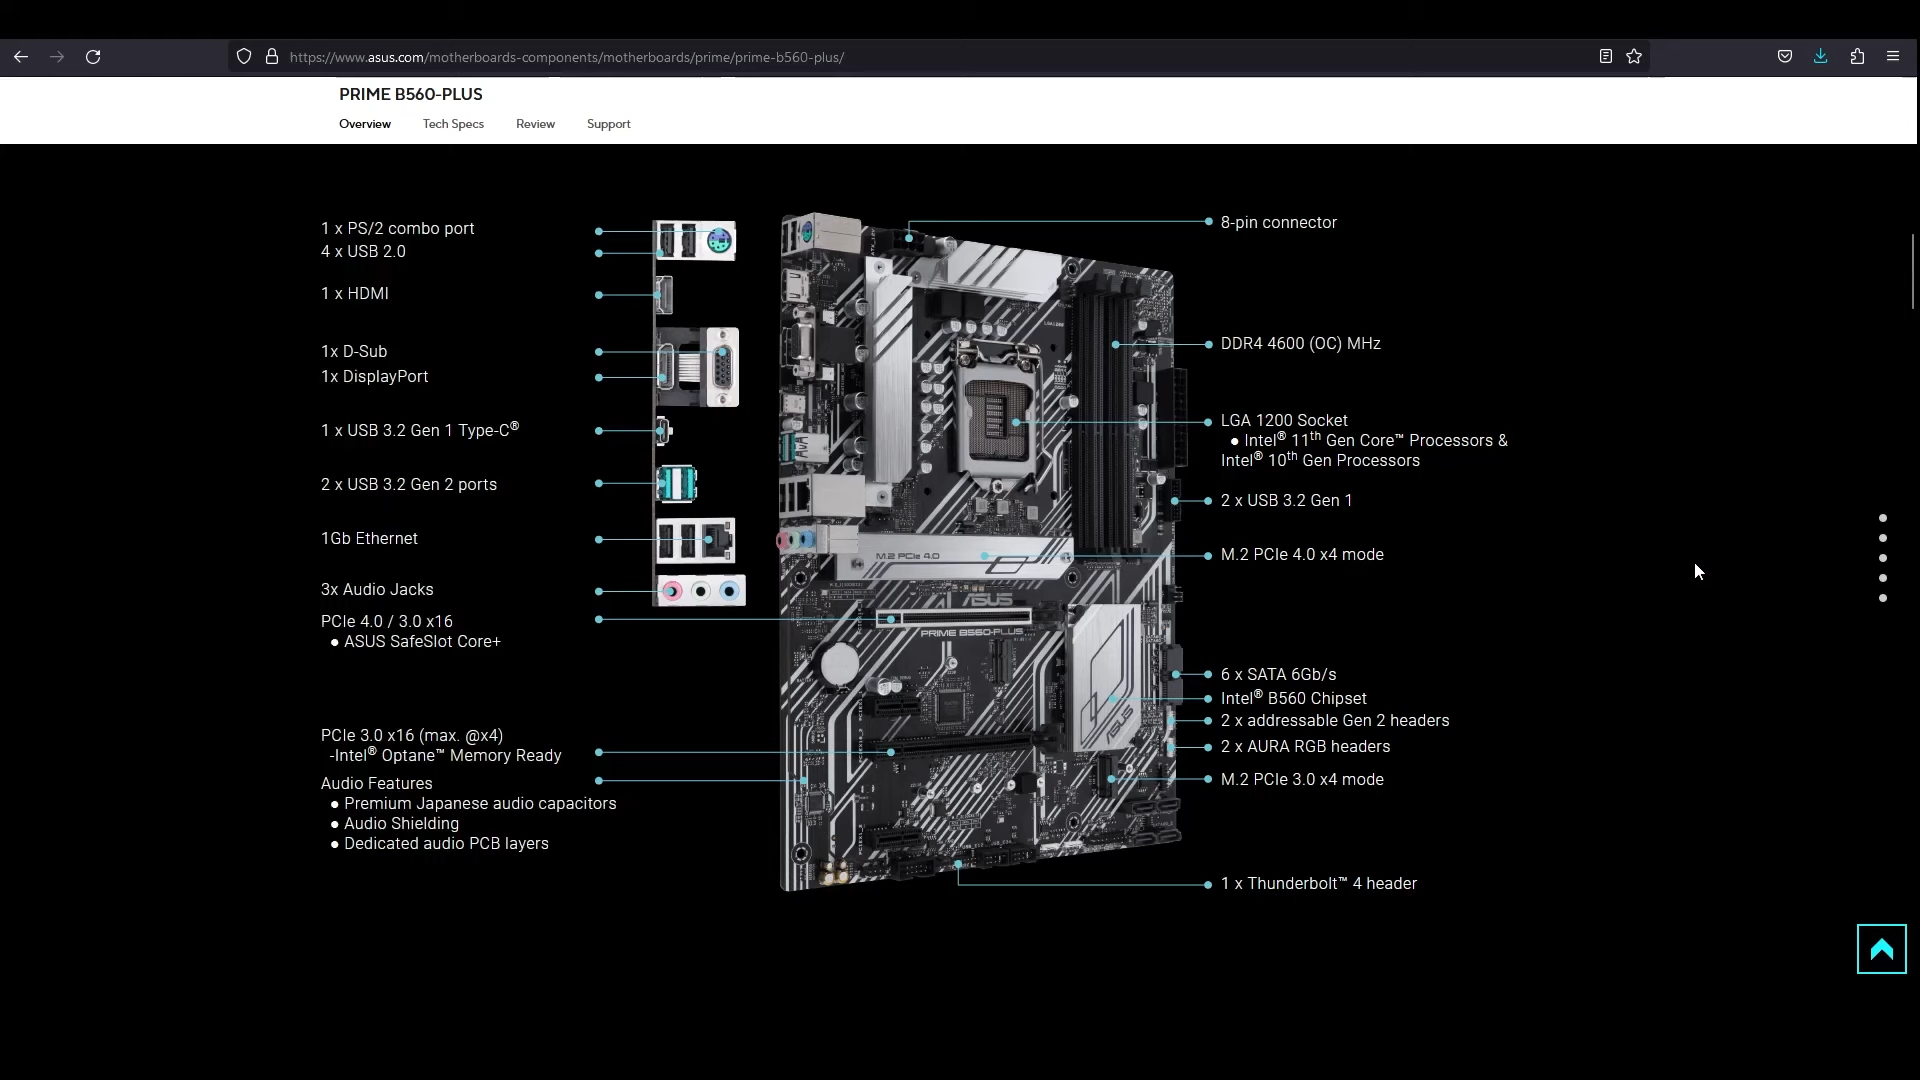 https://www.asus.com/motherboards-components/motherboards/prime/prime-b560-plus/
PRIME B560-PLUS
Overview Tech Specs Review Support
1 x PS/2 combo port
4 x USB 2.0
1 x HDMI
1x D-Sub
1x DisplayPort
1 x USB 3.2 Gen 1 Type-C®
2 x USB 3.2 Gen 2 ports
1Gb Ethernet
3x Audio Jacks
PCIe 4.0 / 3.0 x16
● ASUS SafeSlot Core+
PCIe 3.0 x16 (max. @x4)
-Intel® Optane™ Memory Ready
Audio Features
● Premium Japanese audio capacitors
● Audio Shielding
● Dedicated audio PCB layers
M.2 PCIe 4.0
ASUS
PRIME B560-PLUS
ASUS
8-pin connector
DDR4 4600 (OC) MHz
LGA 1200 Socket
● Intel® 11th Gen Core™ Processors &
Intel® 10th Gen Processors
2 x USB 3.2 Gen 1
M.2 PCIe 4.0 x4 mode
6 x SATA 6Gb/s
Intel® B560 Chipset
2 x addressable Gen 2 headers
2 x AURA RGB headers
M.2 PCIe 3.0 x4 mode
1 x Thunderbolt™ 4 header